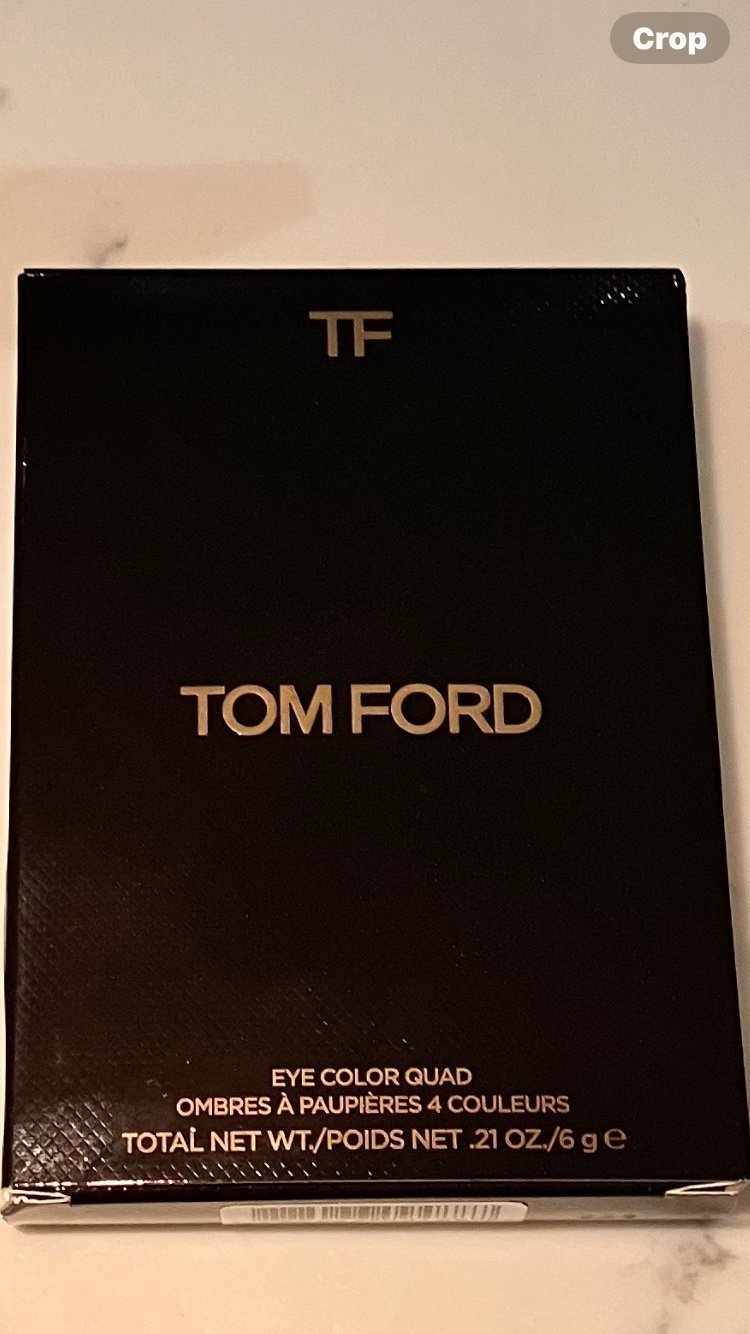 Crop
TF
TOM FORD
EYE COLOR QUAD
OMBRES À PAUPIÈRES 4 COULEURS
TOTAL NET WT./POIDS NET .21 OZ./6 g ℮